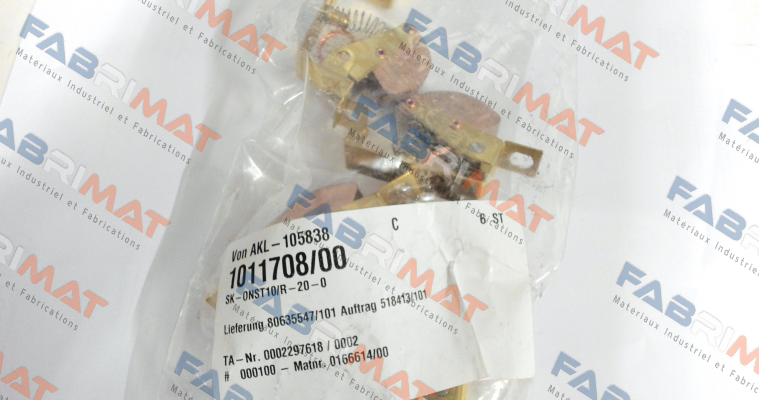 FABRIMAT
Matériaux Industriel et Fabrications
Von AKL-105838 C 6 ST
1011708/00
SK-ONST10/R-20-0
Lieferung 80635547/101 Auftrag 518413/101
TA-Nr. 0002297618 / 0002
# 000100 - Matnr. 0166614/00